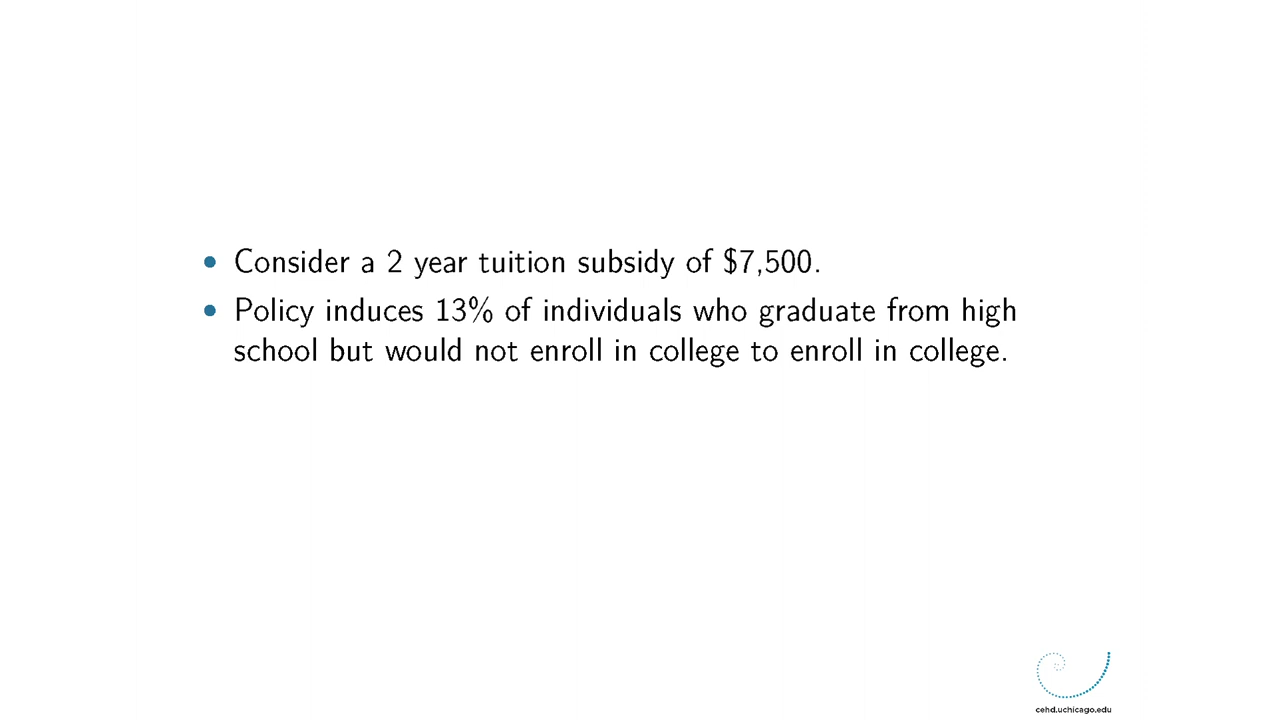 • Consider a 2 year tuition subsidy of $7,500.
• Policy induces 13% of individuals who graduate from high
school but would not enroll in college to enroll in college.
cehd.uchicago.edu